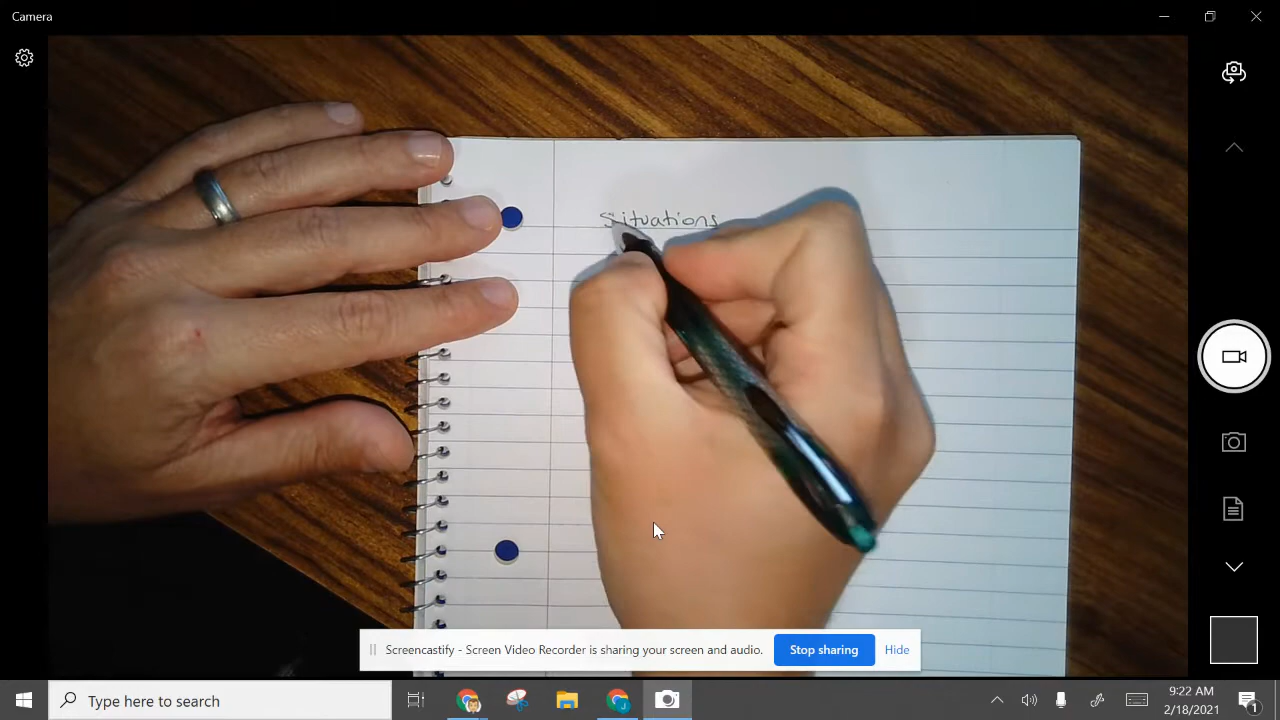 Camera
Situations
Screencastify - Screen Video Recorder is sharing your screen and audio.
Stop sharing
Hide
Type here to search
9:22 AM
2/18/2021
1